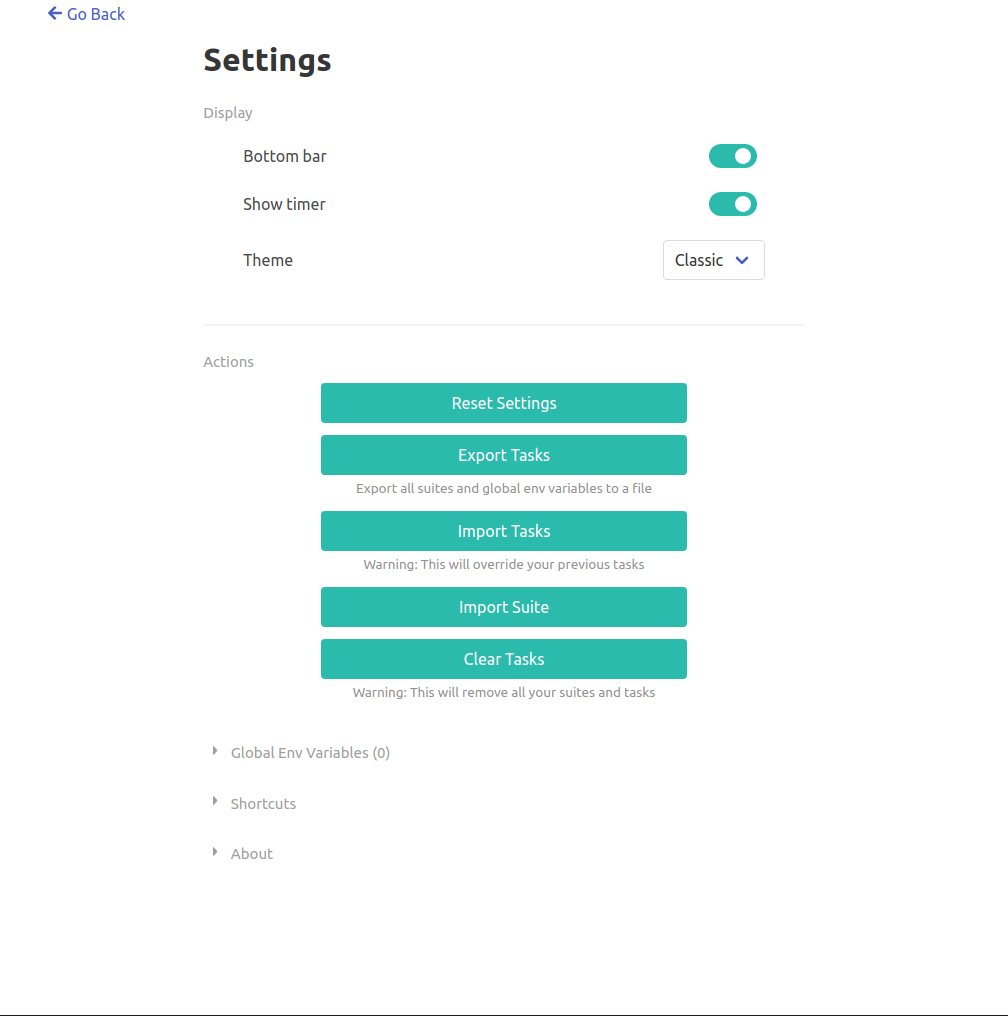 Go Back
Settings
Display
Bottom bar
Show timer
Theme
Classic
Actions
Reset Settings
Export Tasks
Export all suites and global env variables to a file
Import Tasks
Warning: This will override your previous tasks
Import Suite
Clear Tasks
Warning: This will remove all your suites and tasks
Global Env Variables (0)
Shortcuts
About